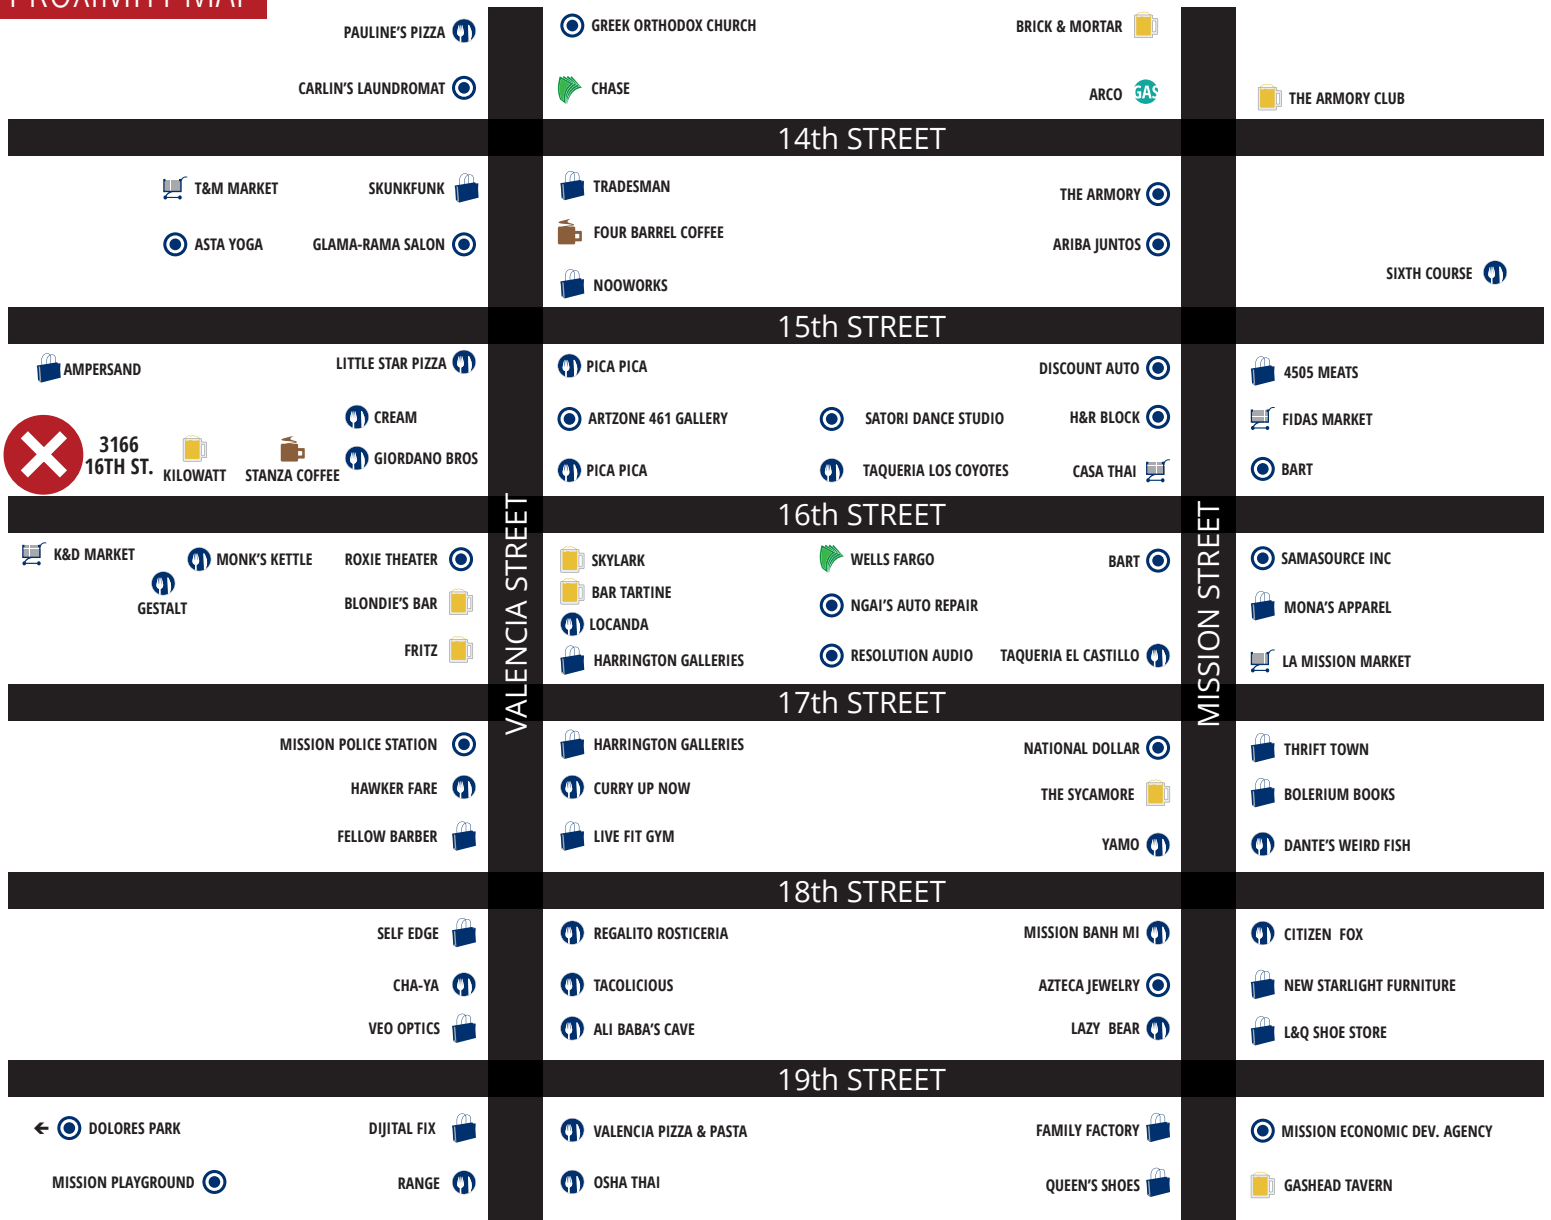 PROXIMITY MAP
PAULINE'S PIZZA
GREEK ORTHODOX CHURCH
BRICK & MORTAR
CARLIN'S LAUNDROMAT
CHASE
ARCO
GAS
THE ARMORY CLUB
14th STREET
T&M MARKET
SKUNKFUNK
TRADESMAN
THE ARMORY
FOUR BARREL COFFEE
ASTA YOGA
GLAMA-RAMA SALON
ARIBA JUNTOS
SIXTH COURSE
NOOWORKS
15th STREET
AMPERSAND
LITTLE STAR PIZZA
PICA PICA
DISCOUNT AUTO
4505 MEATS
CREAM
ARTZONE 461 GALLERY
SATORI DANCE STUDIO
H&R BLOCK
FIDAS MARKET
3166
16TH ST.
KILOWATT
STANZA COFFEE
GIORDANO BROS
PICA PICA
TAQUERIA LOS COYOTES
CASA THAI
BART
16th STREET
VALENCIA STREET
MISSION STREET
K&D MARKET
MONK'S KETTLE
ROXIE THEATER
SKYLARK
WELLS FARGO
BART
SAMASOURCE INC
GESTALT
BLONDIE'S BAR
BAR TARTINE
NGAI'S AUTO REPAIR
MONA'S APPAREL
LOCANDA
FRITZ
HARRINGTON GALLERIES
RESOLUTION AUDIO
TAQUERIA EL CASTILLO
LA MISSION MARKET
17th STREET
MISSION POLICE STATION
HARRINGTON GALLERIES
NATIONAL DOLLAR
THRIFT TOWN
HAWKER FARE
CURRY UP NOW
THE SYCAMORE
BOLERIUM BOOKS
FELLOW BARBER
LIVE FIT GYM
YAMO
DANTE'S WEIRD FISH
18th STREET
SELF EDGE
REGALITO ROSTICERIA
MISSION BANH MI
CITIZEN FOX
CHA-YA
TACOLICIOUS
AZTECA JEWELRY
NEW STARLIGHT FURNITURE
VEO OPTICS
ALI BABA'S CAVE
LAZY BEAR
L&Q SHOE STORE
19th STREET
DOLORES PARK
DIJITAL FIX
VALENCIA PIZZA & PASTA
FAMILY FACTORY
MISSION ECONOMIC DEV. AGENCY
MISSION PLAYGROUND
RANGE
OSHA THAI
QUEEN'S SHOES
GASHEAD TAVERN